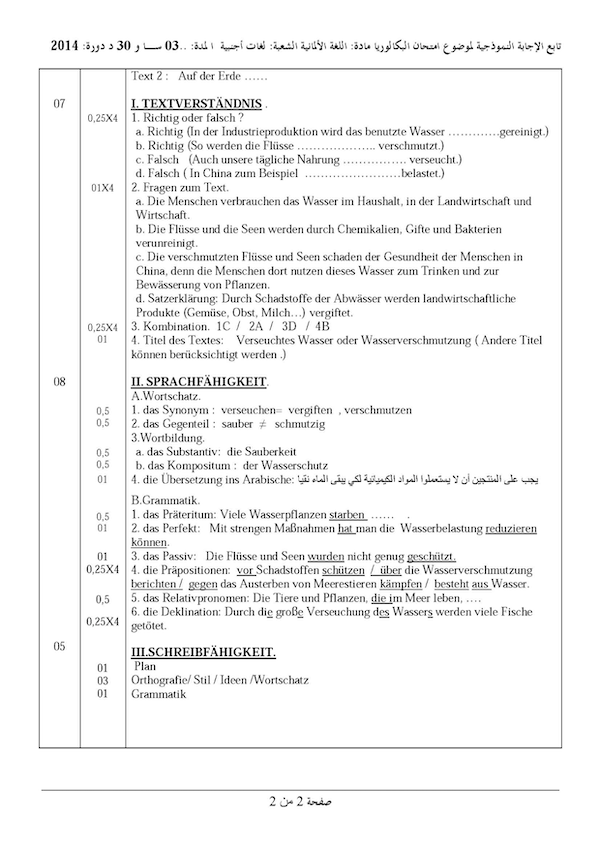 تابع الإجابة النموذجية لموضوع امتحان البكالوريا مادة: اللغة الألمانية الشعبة: لغات أجنبية المدة: ..03 ســا و 30 د دورة: 2014
Text 2 : Auf der Erde ……
07 I. TEXTVERSTÄNDNIS .
0,25X4 1. Richtig oder falsch ?
a. Richtig (In der Industrieproduktion wird das benutzte Wasser ………….gereinigt.)
b. Richtig (So werden die Flüsse ……………….. verschmutzt.)
c. Falsch (Auch unsere tägliche Nahrung ……………. verseucht.)
d. Falsch ( In China zum Beispiel ……………………belastet.)
01X4 2. Fragen zum Text.
a. Die Menschen verbrauchen das Wasser im Haushalt, in der Landwirtschaft und
Wirtschaft.
b. Die Flüsse und die Seen werden durch Chemikalien, Gifte und Bakterien
verunreinigt.
c. Die verschmutzten Flüsse und Seen schaden der Gesundheit der Menschen in
China, denn die Menschen dort nutzen dieses Wasser zum Trinken und zur
Bewässerung von Pflanzen.
d. Satzerklärung: Durch Schadstoffe der Abwässer werden landwirtschaftliche
Produkte (Gemüse, Obst, Milch…) vergiftet.
0,25X4 3. Kombination. 1C / 2A / 3D / 4B
01 4. Titel des Textes: Verseuchtes Wasser oder Wasserverschmutzung ( Andere Titel
können berücksichtigt werden .)
08 II. SPRACHFÄHIGKEIT.
A.Wortschatz.
0,5 1. das Synonym : verseuchen= vergiften , verschmutzen
0,5 2. das Gegenteil : sauber ≠ schmutzig
3.Wortbildung.
0,5 a. das Substantiv: die Sauberkeit
0,5 b. das Kompositum : der Wasserschutz
01 4. die Übersetzung ins Arabische: يجب على المنتجين أن لا يستعملوا المواد الكيميائية لكي يبقى الماء نقيا
B.Grammatik.
0,5 1. das Präteritum: Viele Wasserpflanzen starben …… .
01 2. das Perfekt: Mit strengen Maßnahmen hat man die Wasserbelastung reduzieren
können.
01 3. das Passiv: Die Flüsse und Seen wurden nicht genug geschützt.
0,25X4 4. die Präpositionen: vor Schadstoffen schützen / über die Wasserverschmutzung
berichten / gegen das Austerben von Meerestieren kämpfen / besteht aus Wasser.
0,5 5. das Relativpronomen: Die Tiere und Pflanzen, die im Meer leben, ….
0,25X4 6. die Deklination: Durch die große Verseuchung des Wassers werden viele Fische
getötet.
05 III.SCHREIBFÄHIGKEIT.
01 Plan
03 Orthografie/ Stil / Ideen /Wortschatz
01 Grammatik
صفحة 2 من 2